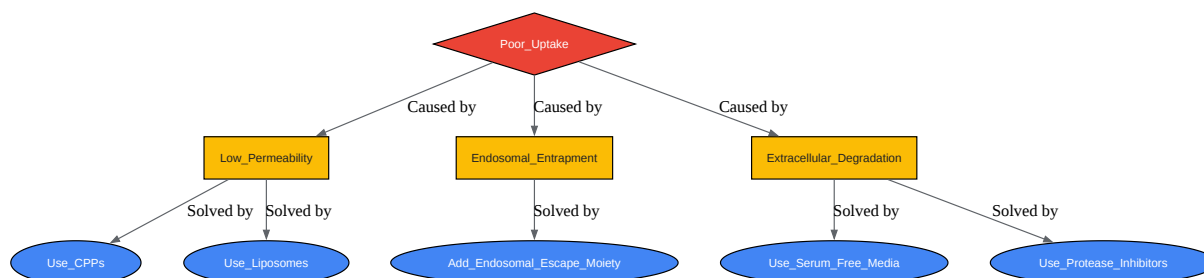 Poor_Uptake
Caused by
Caused by
Caused by
Low_Permeability
Endosomal_Entrapment
Extracellular_Degradation
Solved by
Solved by
Solved by
Solved by
Solved by
Use_CPPs
Use_Liposomes
Add_Endosomal_Escape_Moiety
Use_Serum_Free_Media
Use_Protease_Inhibitors